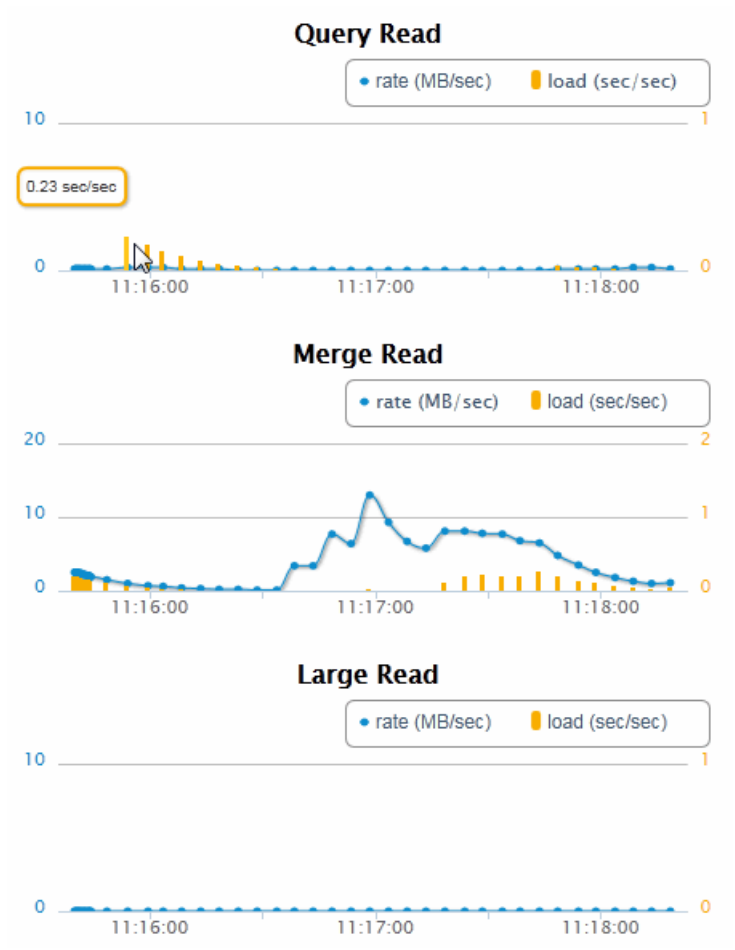 Query Read
rate (MB/sec) load (sec/sec)
10 1
0.23 sec/sec
0 0
11:16:00 11:17:00 11:18:00
Merge Read
rate (MB/sec) load (sec/sec)
20 2
10 1
0 0
11:16:00 11:17:00 11:18:00
Large Read
rate (MB/sec) load (sec/sec)
10 1
0 0
11:16:00 11:17:00 11:18:00